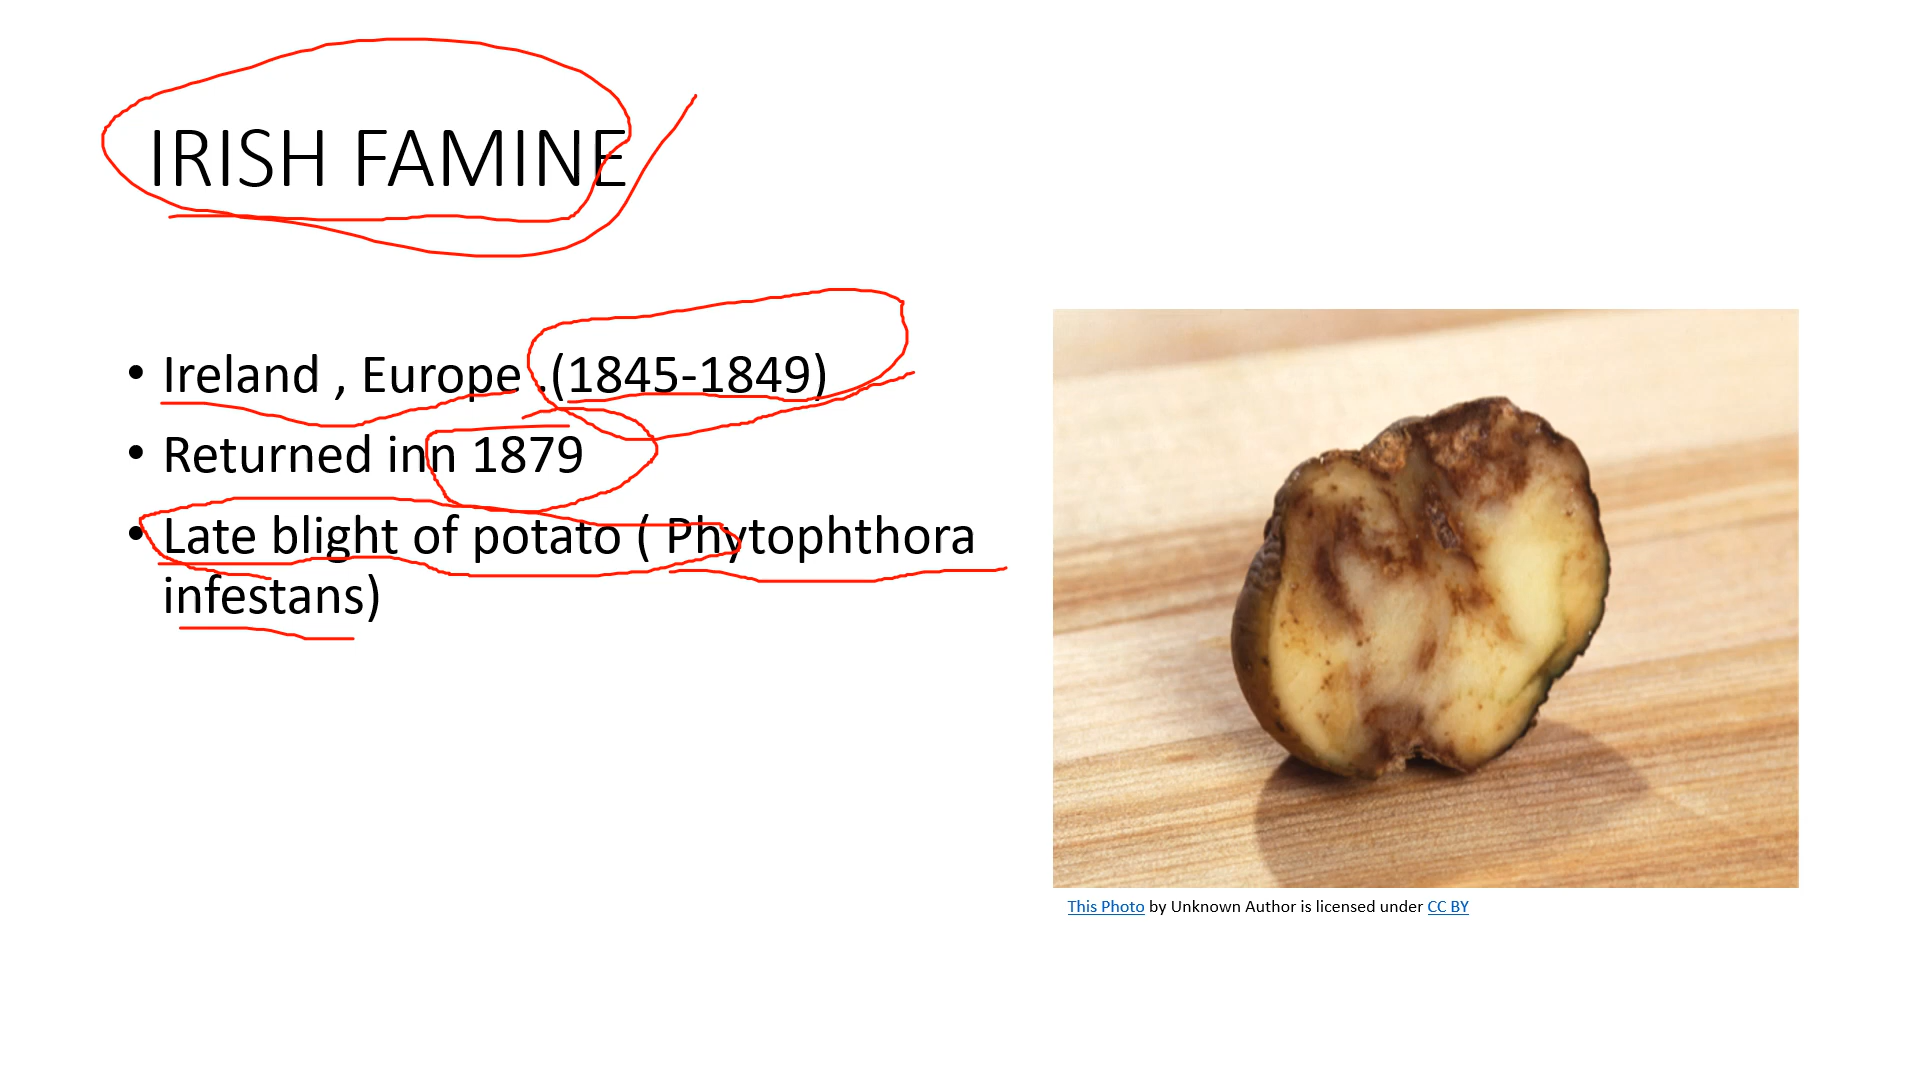 IRISH FAMINE
• Ireland , Europe .(1845-1849)
• Returned inn 1879
• Late blight of potato ( Phytophthora
infestans)
This Photo by Unknown Author is licensed under CC BY